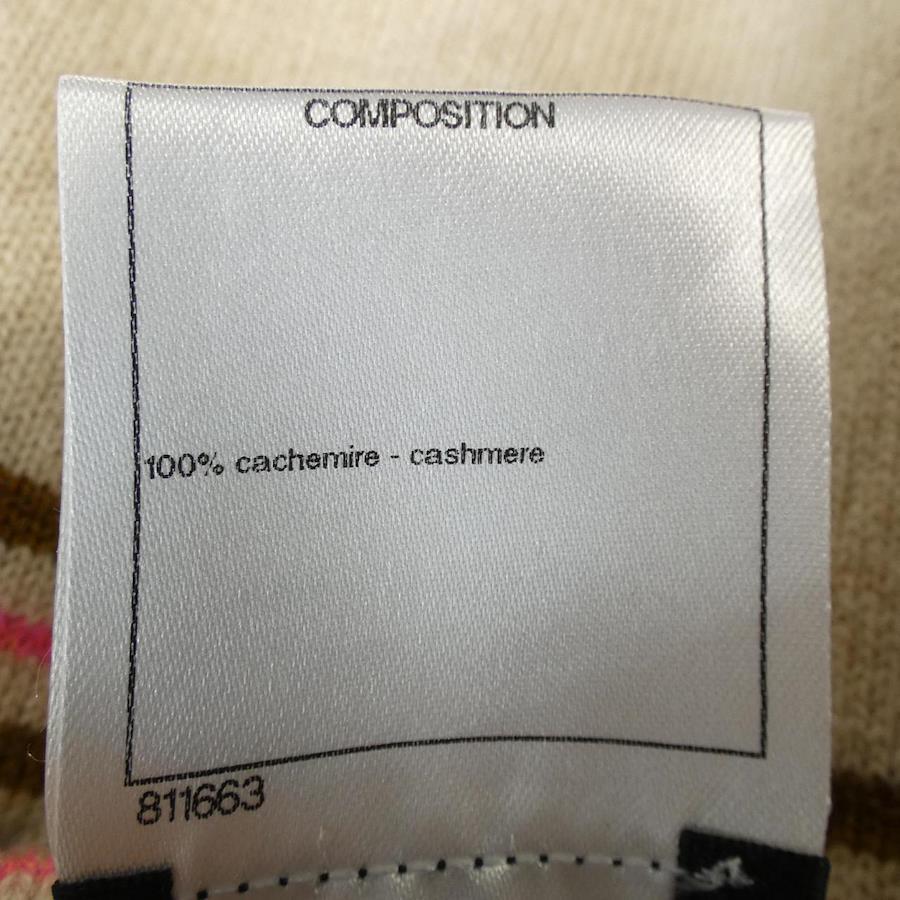 COMPOSITION
100% cachemire - cashmere
811663